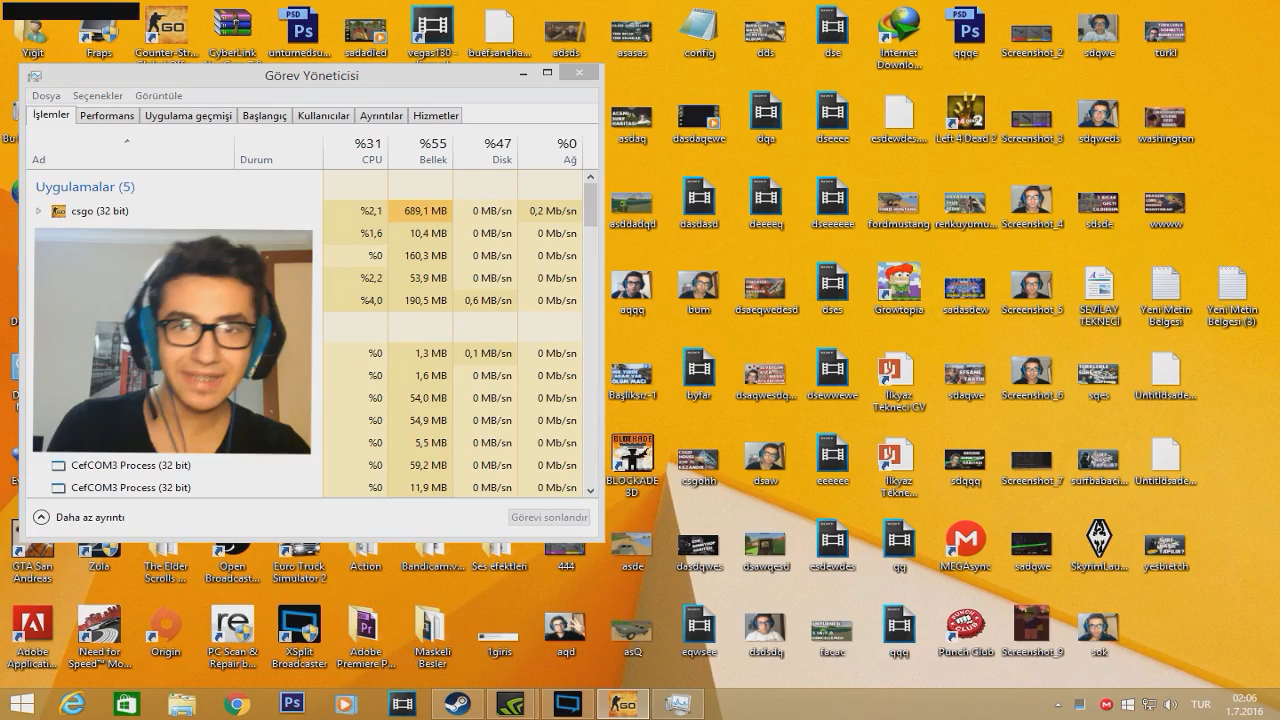 Yiğit
Fraps
Counter-Str...
CyberLink
unturnedsu...
sadadied
vegas130...
buefsaneha...
adsds
asasas
config
dds
dse
Internet
Downlo...
qqqe
Screenshot_2
sdqwe
turkl
Görev Yöneticisi
Dosya
Seçenekler
Görüntüle
İşlemler
Performans
Uygulama geçmişi
Başlangıç
Kullanıcılar
Ayrıntılar
Hizmetler
%31
%55
%47
%0
Ad
Durum
CPU
Bellek
Disk
Ağ
Uygulamalar (5)
csgo (32 bit)
%2,1
689,1 MB
0 MB/sn
0,2 Mb/sn
%1,6
10,4 MB
0 MB/sn
0 Mb/sn
%0
160,3 MB
0 MB/sn
0 Mb/sn
%2,2
53,9 MB
0 MB/sn
0 Mb/sn
%4,0
190,5 MB
0,6 MB/sn
0 Mb/sn
%0
1,3 MB
0,1 MB/sn
0 Mb/sn
%0
1,6 MB
0 MB/sn
0 Mb/sn
%0
54,0 MB
0 MB/sn
0 Mb/sn
%0
54,9 MB
0 MB/sn
0 Mb/sn
%0
5,5 MB
0 MB/sn
0 Mb/sn
CefCOM3 Process (32 bit)
%0
59,2 MB
0 MB/sn
0 Mb/sn
CefCOM3 Process (32 bit)
%0
11,9 MB
0 MB/sn
0 Mb/sn
Daha az ayrıntı
Görevi sonlandır
asdaq
dasdaqewe
dqa
dseeee
esdewdes....
Left 4 Dead 2
Screenshot_3
sdqweds
washington
asddadqd
dasdasd
deeeeq
dseeeeee
fordmustang
renkuyumu...
Screenshot_4
sdsde
wwww
aqqq
bum
dsaeqwedesd
dses
Growtopia
sadasdew
Screenshot_5
SEVİLAY
TEKNECİ
Yeni Metin
Belgesi
Yeni Metin
Belgesi (3)
Başlıksız-1
byfar
dsaqwesdq...
dsewwewe
İlkyaz
Tekneci CV
sdaqwe
Screenshot_6
sqes
Untitldsade...
BLOCKADE
BLOCKADE
3D
csgohh
dsaw
eeeeee
İlkyaz
Tekne...
sdqqq
Screenshot_7
surfbabaci...
Untitldsade...
GTA San
Andreas
Zula
The Elder
Scrolls ...
Open
Broadcast...
Euro Truck
Simulator 2
Action
Bandicam.v...
Ses efektleri
444
asde
dasdqwes
dsawqesd
esdewdes
qq
MEGAsync
sadqwe
SkyrimLau...
yesbietch
Adobe
Applicati...
Need for
Speed™ Mo...
Origin
PC Scan &
Repair b...
XSplit
Broadcaster
Adobe
Premiere P...
Maskeli
Besler
1giris
aqd
asQ
eqwsee
dsdsdq
facac
qqq
Punch Club
Screenshot_9
sok
TUR
02:06
1.7.2016